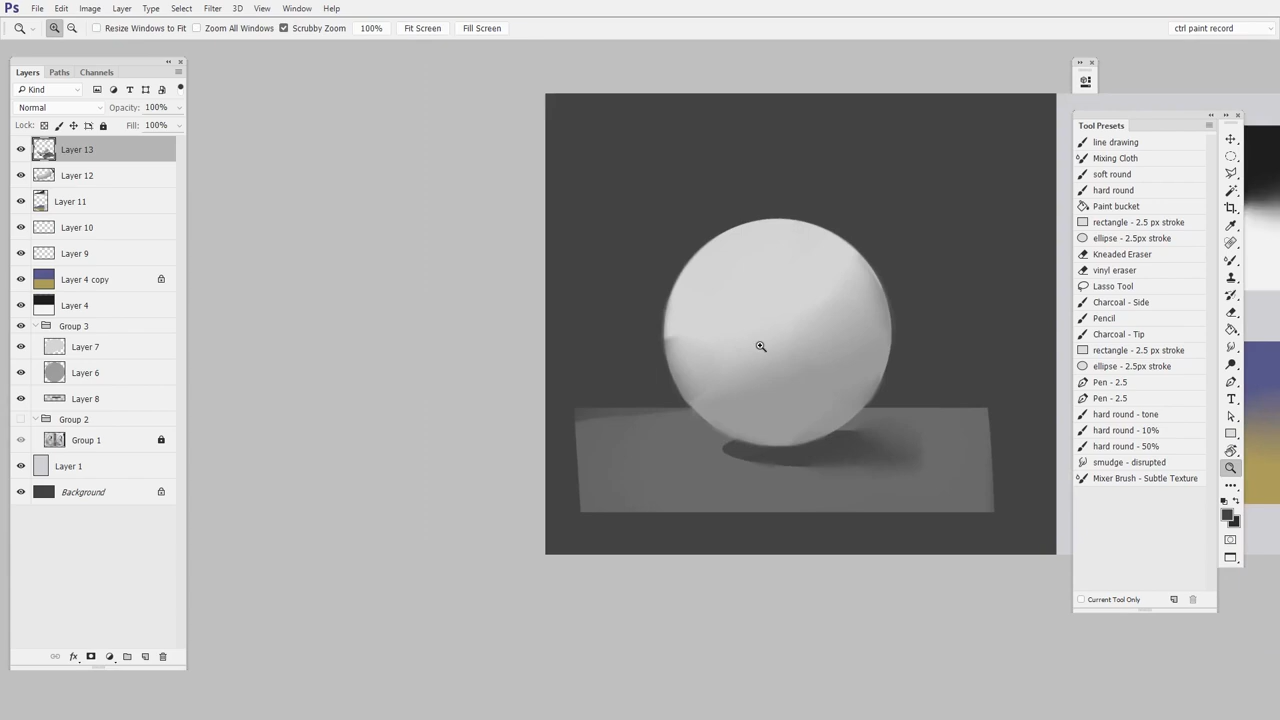 Ps File Edit Image Layer Type Select Filter 3D View Window Help
Resize Windows to Fit Zoom All Windows Scrubby Zoom 100% Fit Screen Fill Screen ctrl paint record
Layers Paths Channels
Kind
Normal Opacity: 100%
Lock: Fill: 100%
Layer 13
Layer 12
Layer 11
Layer 10
Layer 9
Layer 4 copy
Layer 4
Group 3
Layer 7
Layer 6
Layer 8
Group 2
Group 1
Layer 1
Background
fx
Tool Presets
line drawing
Mixing Cloth
soft round
hard round
Paint bucket
rectangle - 2.5 px stroke
ellipse - 2.5px stroke
Kneaded Eraser
vinyl eraser
Lasso Tool
Charcoal - Side
Pencil
Charcoal - Tip
rectangle - 2.5 px stroke
ellipse - 2.5px stroke
Pen - 2.5
Pen - 2.5
hard round - tone
hard round - 10%
hard round - 50%
smudge - disrupted
Mixer Brush - Subtle Texture
Current Tool Only